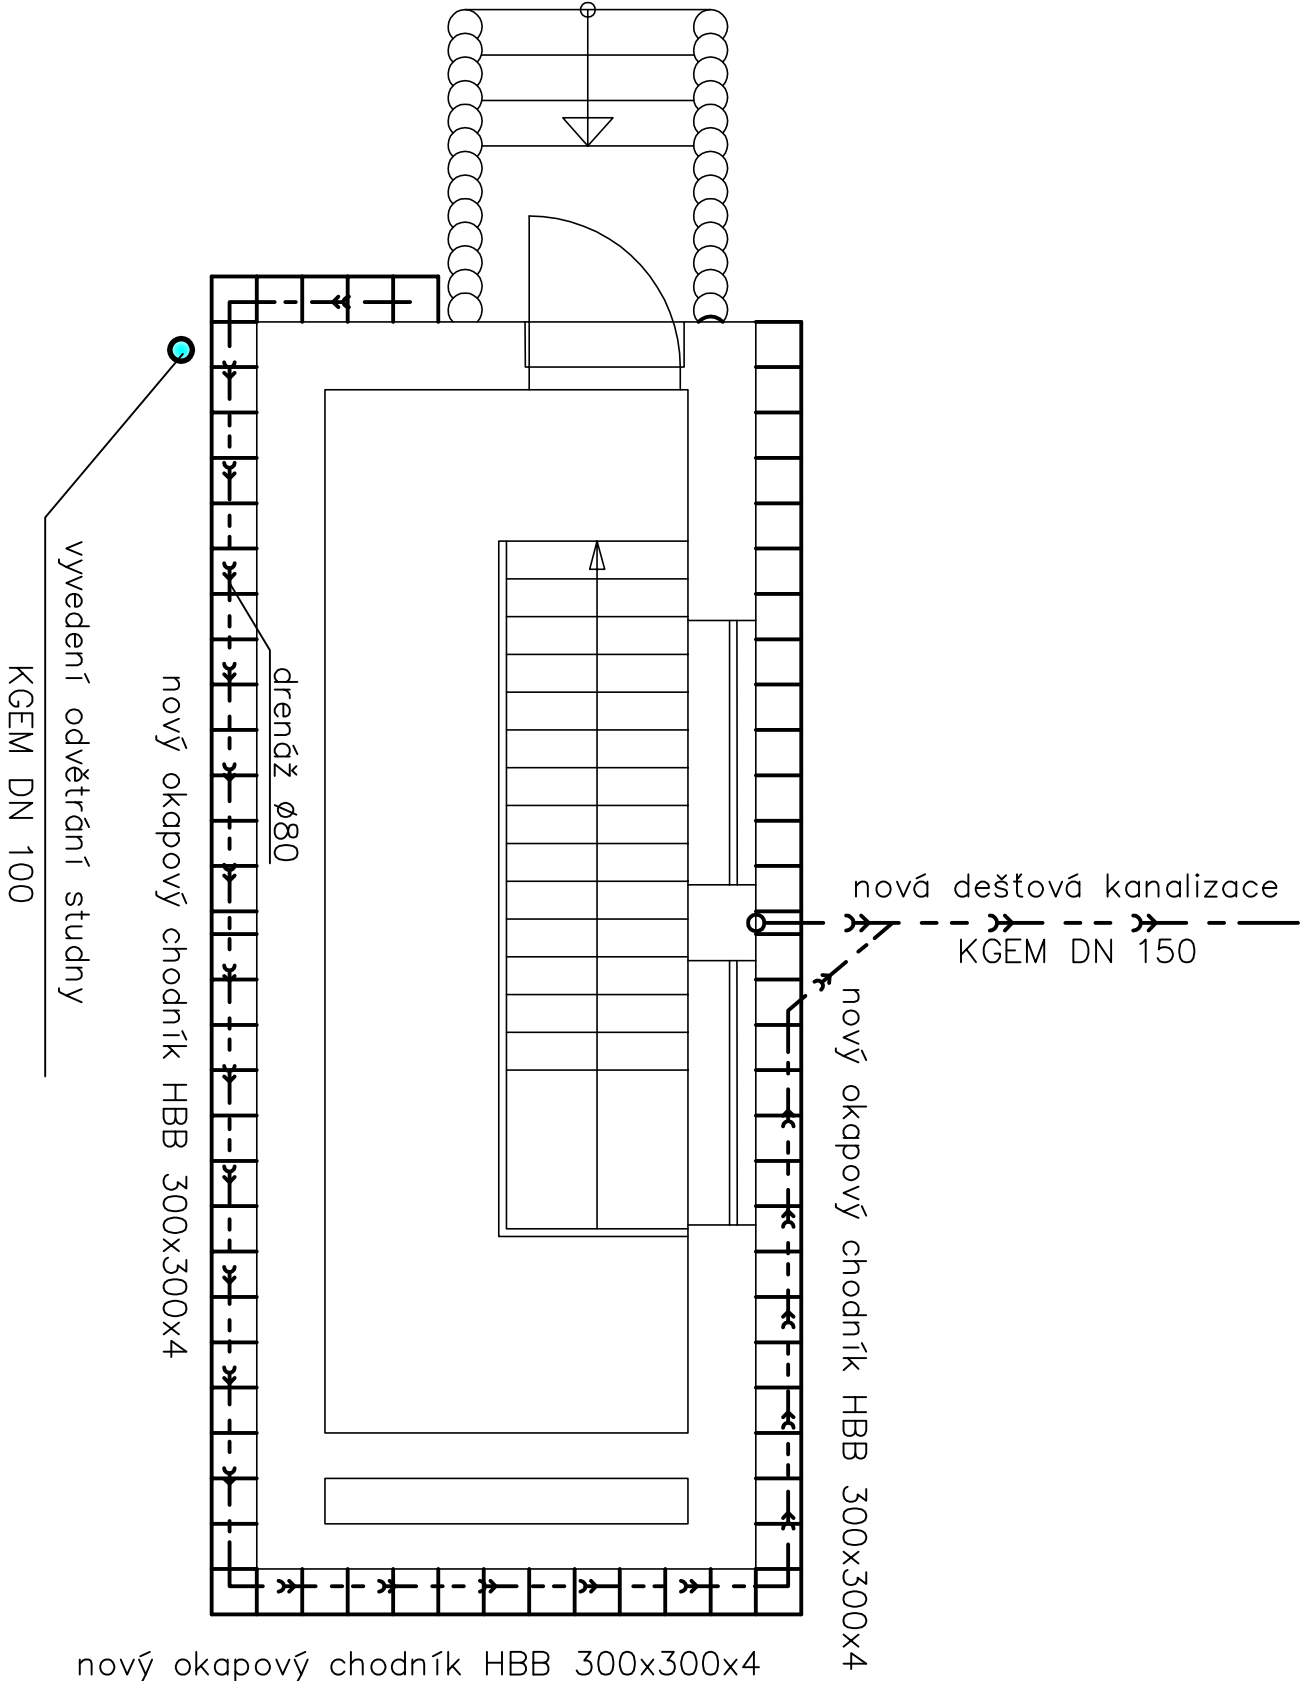 vyvedení odvětrání studny
KGEM DN 100
nový okapový chodník HBB 300x300x4
drenáž ø80
nová dešťová kanalizace
KGEM DN 150
nový okapový chodník HBB 300x300x4
nový okapový chodník HBB 300x300x4